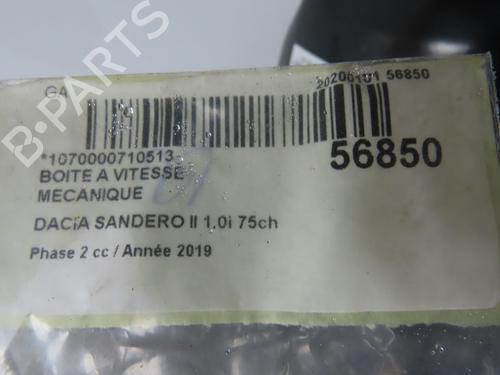 GA
20200101 56850
*1070000710513
56850
BOITE A VITESSE
MECANIQUE
DACIA SANDERO II 1.0i 75ch
Phase 2 cc / Année 2019
B-PARTS